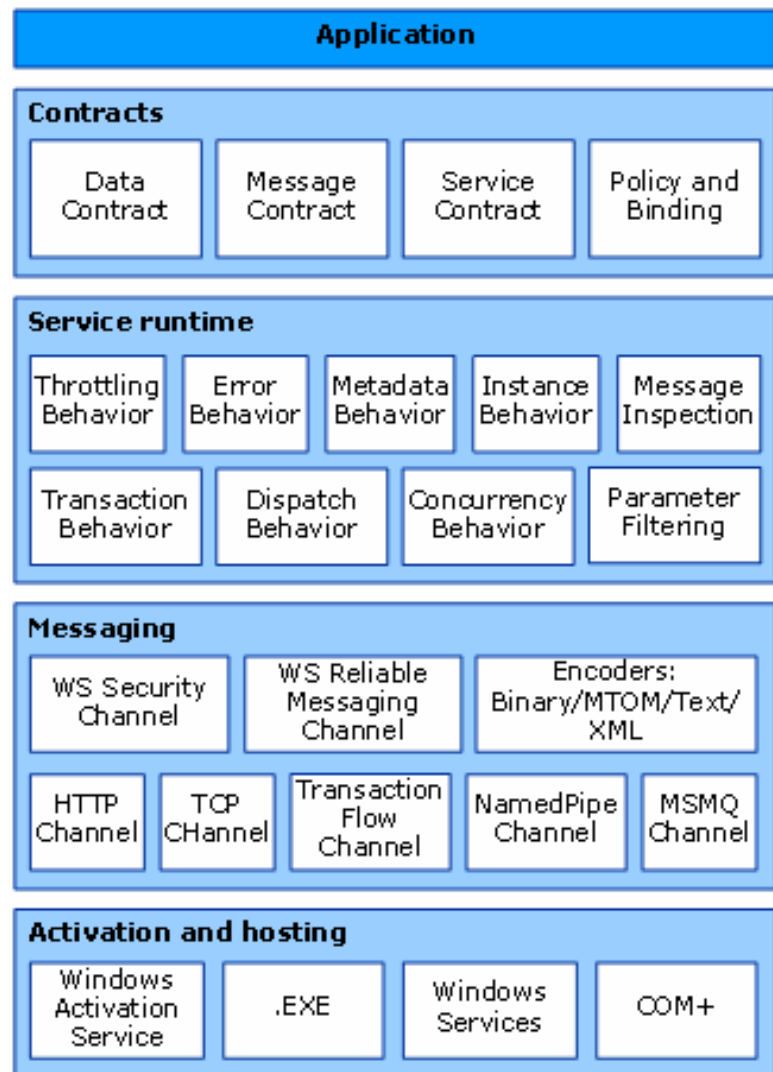 Application
Contracts
Data
Contract
Message
Contract
Service
Contract
Policy and
Binding
Service runtime
Throttling
Behavior
Error
Behavior
Metadata
Behavior
Instance
Behavior
Message
Inspection
Transaction
Behavior
Dispatch
Behavior
Concurrency
Behavior
Parameter
Filtering
Messaging
WS Security
Channel
WS Reliable
Messaging
Channel
Encoders:
Binary/MTOM/Text/
XML
HTTP
Channel
TCP
CHannel
Transaction
Flow
Channel
NamedPipe
Channel
MSMQ
Channel
Activation and hosting
Windows
Activation
Service
.EXE
Windows
Services
COM+